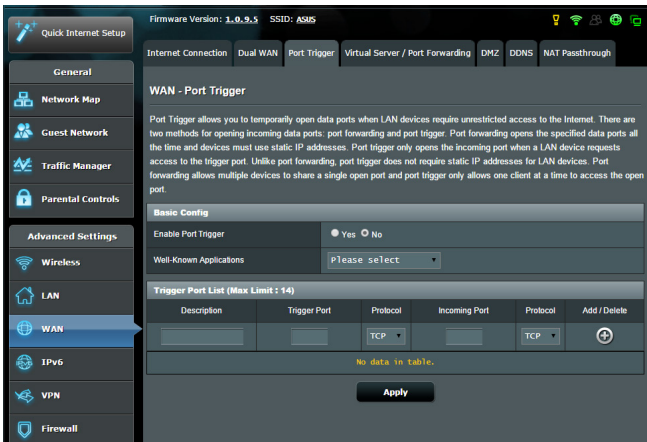 Quick Internet Setup
General
Network Map
Guest Network
Traffic Manager
Parental Controls
Advanced Settings
Wireless
LAN
WAN
IPv6
VPN
Firewall
Firmware Version: 1.0.9.5 SSID: ASUS
Internet Connection Dual WAN Port Trigger Virtual Server / Port Forwarding DMZ DDNS NAT Passthrough
WAN - Port Trigger
Port Trigger allows you to temporarily open data ports when LAN devices require unrestricted access to the Internet. There are
two methods for opening incoming data ports: port forwarding and port trigger. Port forwarding opens the specified data ports all
the time and devices must use static IP addresses. Port trigger only opens the incoming port when a LAN device requests
access to the trigger port. Unlike port forwarding, port trigger does not require static IP addresses for LAN devices. Port
forwarding allows multiple devices to share a single open port and port trigger only allows one client at a time to access the open
port.
Basic Config
Enable Port Trigger Yes No
Well-Known Applications Please select
Trigger Port List (Max Limit : 14)
Description Trigger Port Protocol Incoming Port Protocol Add / Delete
TCP TCP
No data in table.
Apply